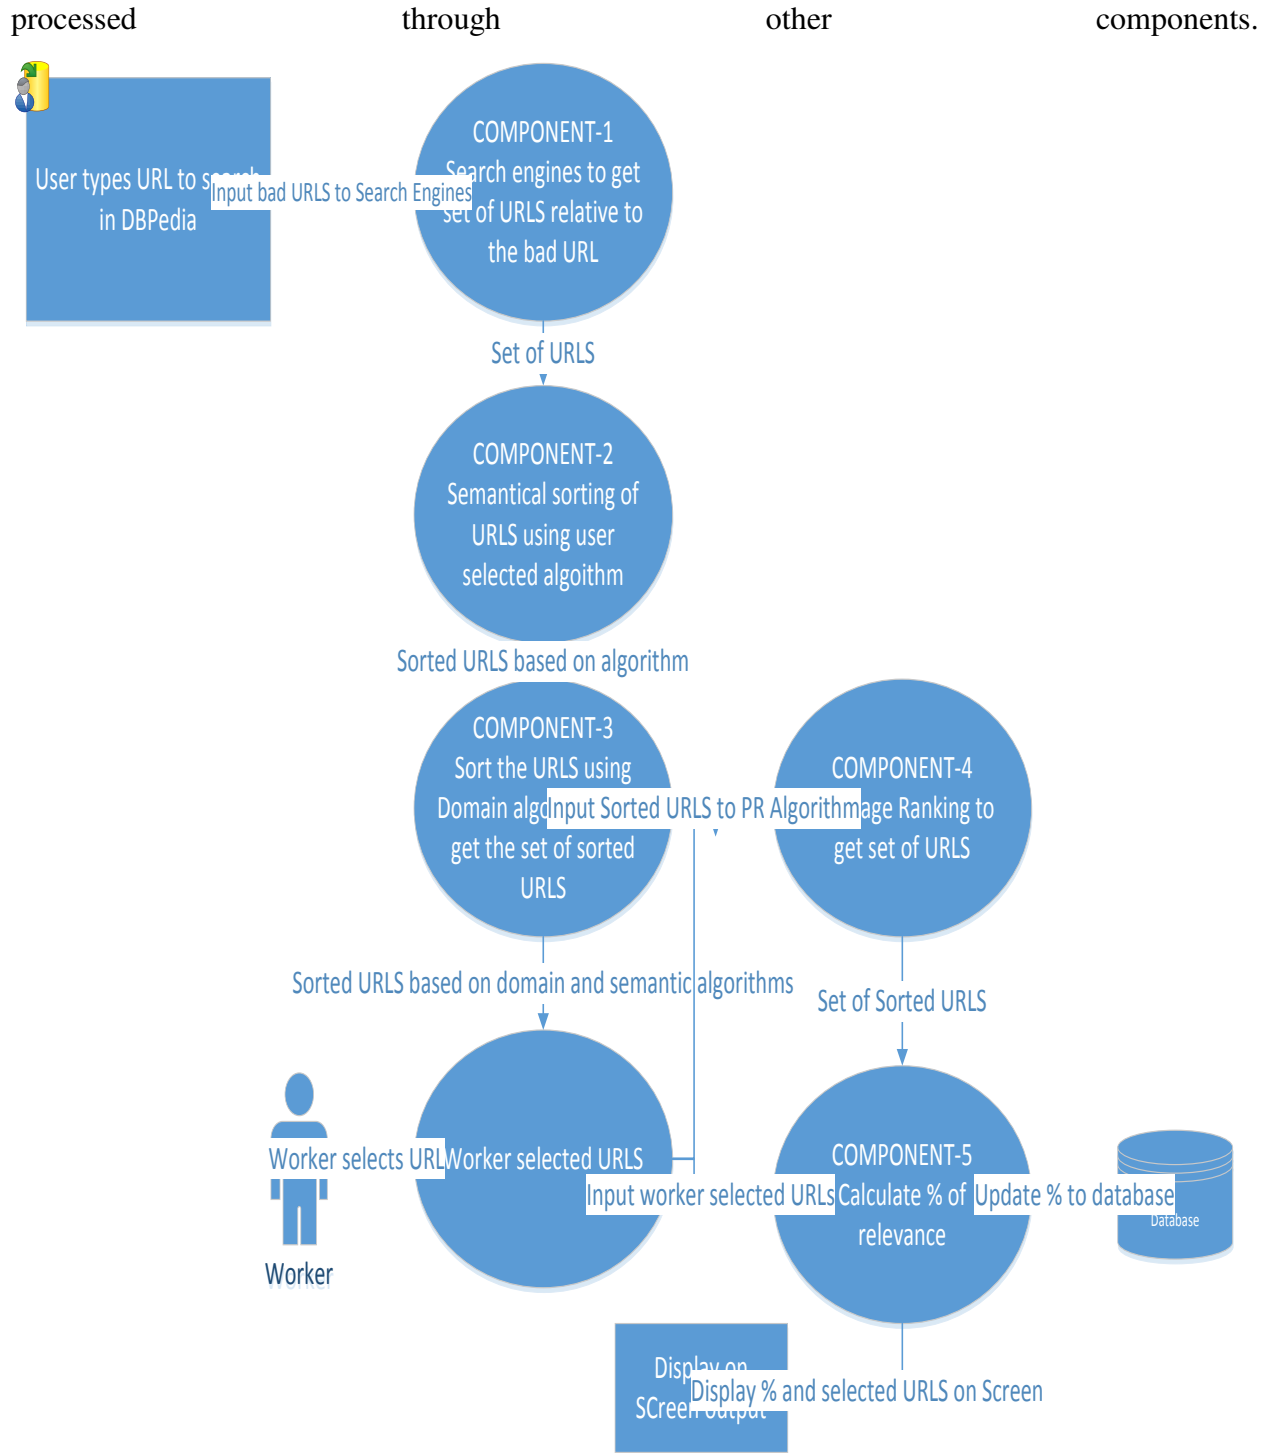 processed through other components.
User types URL to search
in DBPedia
Input bad URLS to Search Engines
COMPONENT-1
Search engines to get
set of URLS relative to
the bad URL
Set of URLS
COMPONENT-2
Semantical sorting of
URLS using user
selected algoithm
Sorted URLS based on algorithm
COMPONENT-3
Sort the URLS using
Domain algo
get the set of sorted
URLS
Input Sorted URLS to PR Algorithm
COMPONENT-4
age Ranking to
get set of URLS
Sorted URLS based on domain and semantic algorithms
Set of Sorted URLS
Worker selects URL
Worker selected URLS
Worker
Input worker selected URLs
COMPONENT-5
Calculate % of
relevance
Update % to database
Database
Display on
SCreen output
Display % and selected URLS on Screen